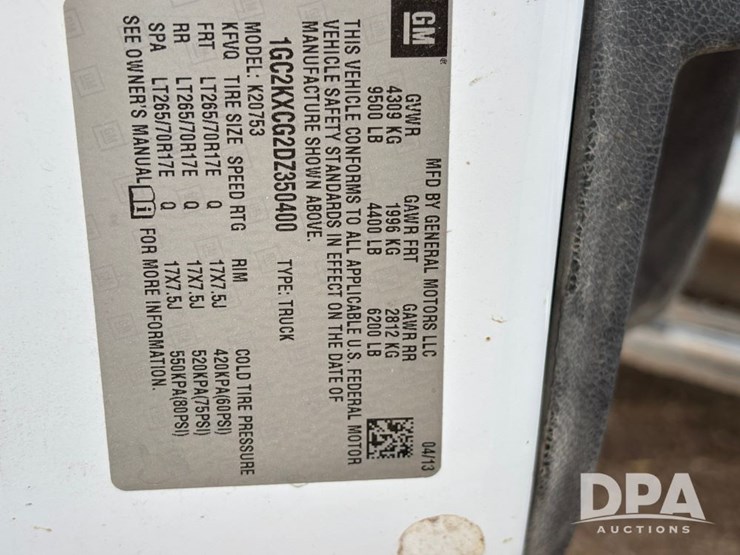 GM ®
MFD BY GENERAL MOTORS LLC 04/13
GVWR GAWR FRT GAWR RR
4309 KG 1996 KG 2812 KG
9500 LB 4400 LB 6200 LB
THIS VEHICLE CONFORMS TO ALL APPLICABLE U.S. FEDERAL MOTOR
VEHICLE SAFETY STANDARDS IN EFFECT ON THE DATE OF
MANUFACTURE SHOWN ABOVE.
1GC2KXCG2DZ350400 TYPE: TRUCK
MODEL: K20753
KFVQ TIRE SIZE SPEED RTG RIM COLD TIRE PRESSURE
FRT LT265/70R17E Q 17X7.5J 420KPA(60PSI)
RR LT265/70R17E Q 17X7.5J 520KPA(75PSI)
SPA LT265/70R17E Q 17X7.5J 550KPA(80PSI)
SEE OWNER'S MANUAL i FOR MORE INFORMATION.
DPA
AUCTIONS